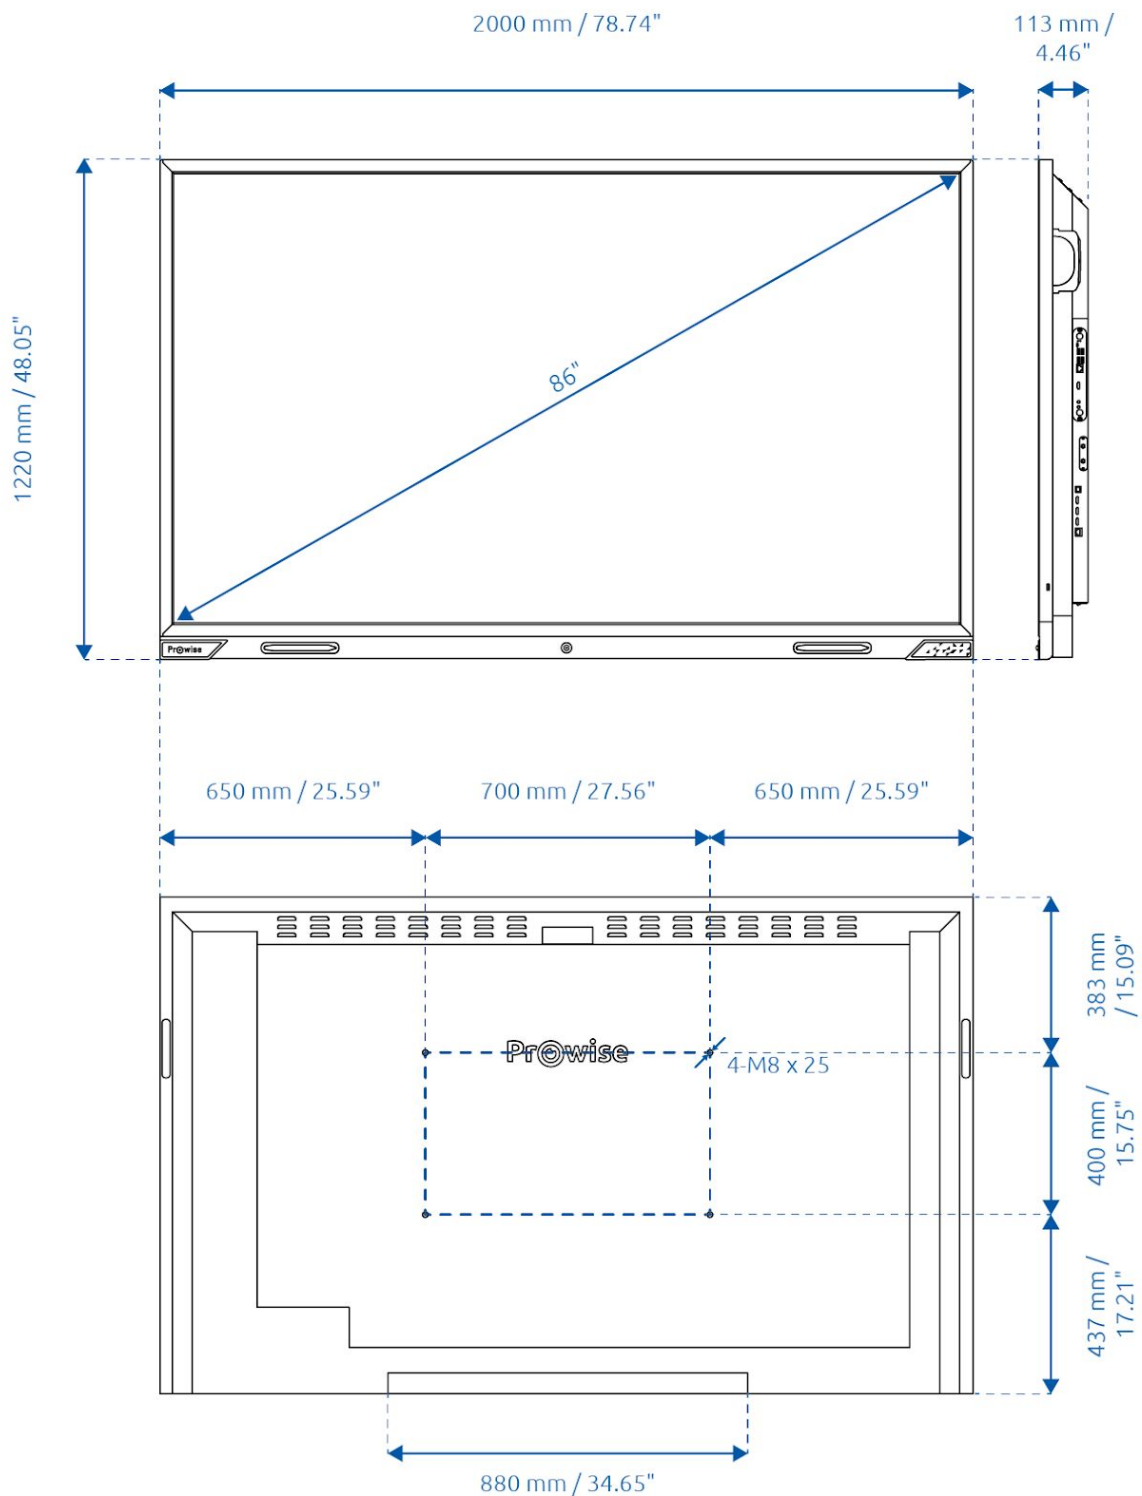 2000 mm / 78.74"
113 mm /
4.46"
1220 mm / 48.05"
86"
Prowise
650 mm / 25.59"
700 mm / 27.56"
650 mm / 25.59"
383 mm
/ 15.09"
Prowise
4-M8 x 25
400 mm /
15.75"
437 mm /
17.21"
880 mm / 34.65"